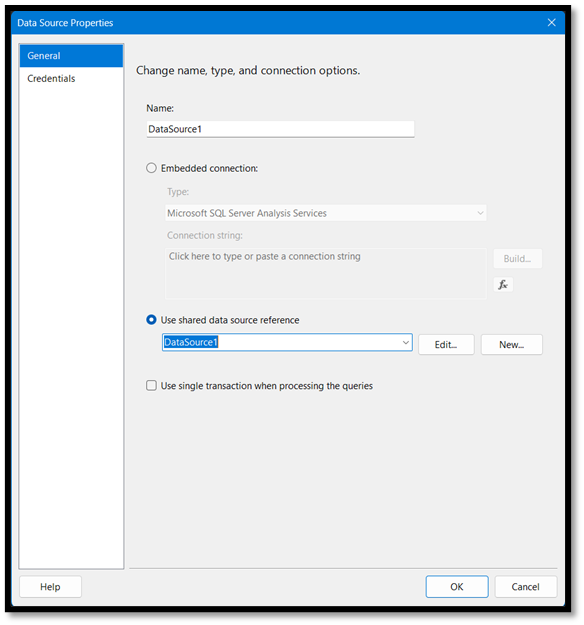 Data Source Properties
General
Credentials
Change name, type, and connection options.
Name:
DataSource1
Embedded connection:
Type:
Microsoft SQL Server Analysis Services
Connection string:
Click here to type or paste a connection string
Build...
fx
Use shared data source reference
DataSource1
Edit...
New...
Use single transaction when processing the queries
Help
OK
Cancel